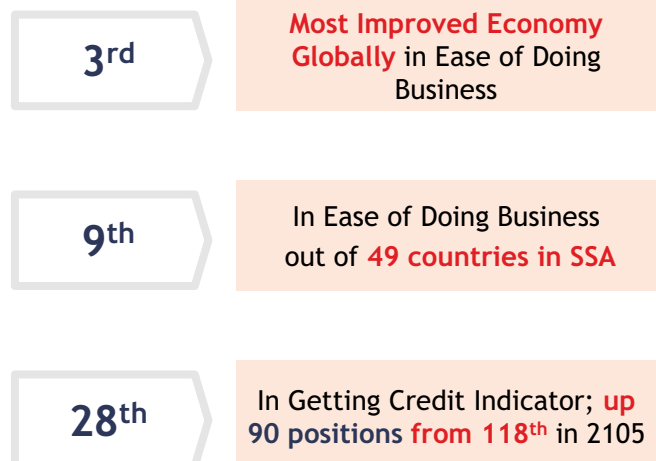 3rd
Most Improved Economy
Globally in Ease of Doing
Business
9th
In Ease of Doing Business
out of 49 countries in SSA
28th
In Getting Credit Indicator; up
90 positions from 118th in 2105